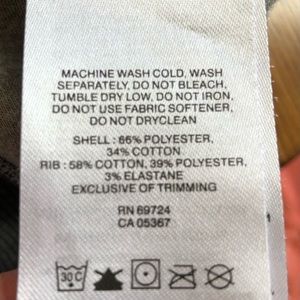 MACHINE WASH COLD, WASH
SEPARATELY, DO NOT BLEACH,
TUMBLE DRY LOW, DO NOT IRON,
DO NOT USE FABRIC SOFTENER,
DO NOT DRYCLEAN
SHELL : 66% POLYESTER,
34% COTTON
RIB : 58% COTTON, 39% POLYESTER,
3% ELASTANE
EXCLUSIVE OF TRIMMING
RN 69724
CA 05367
1
30 C